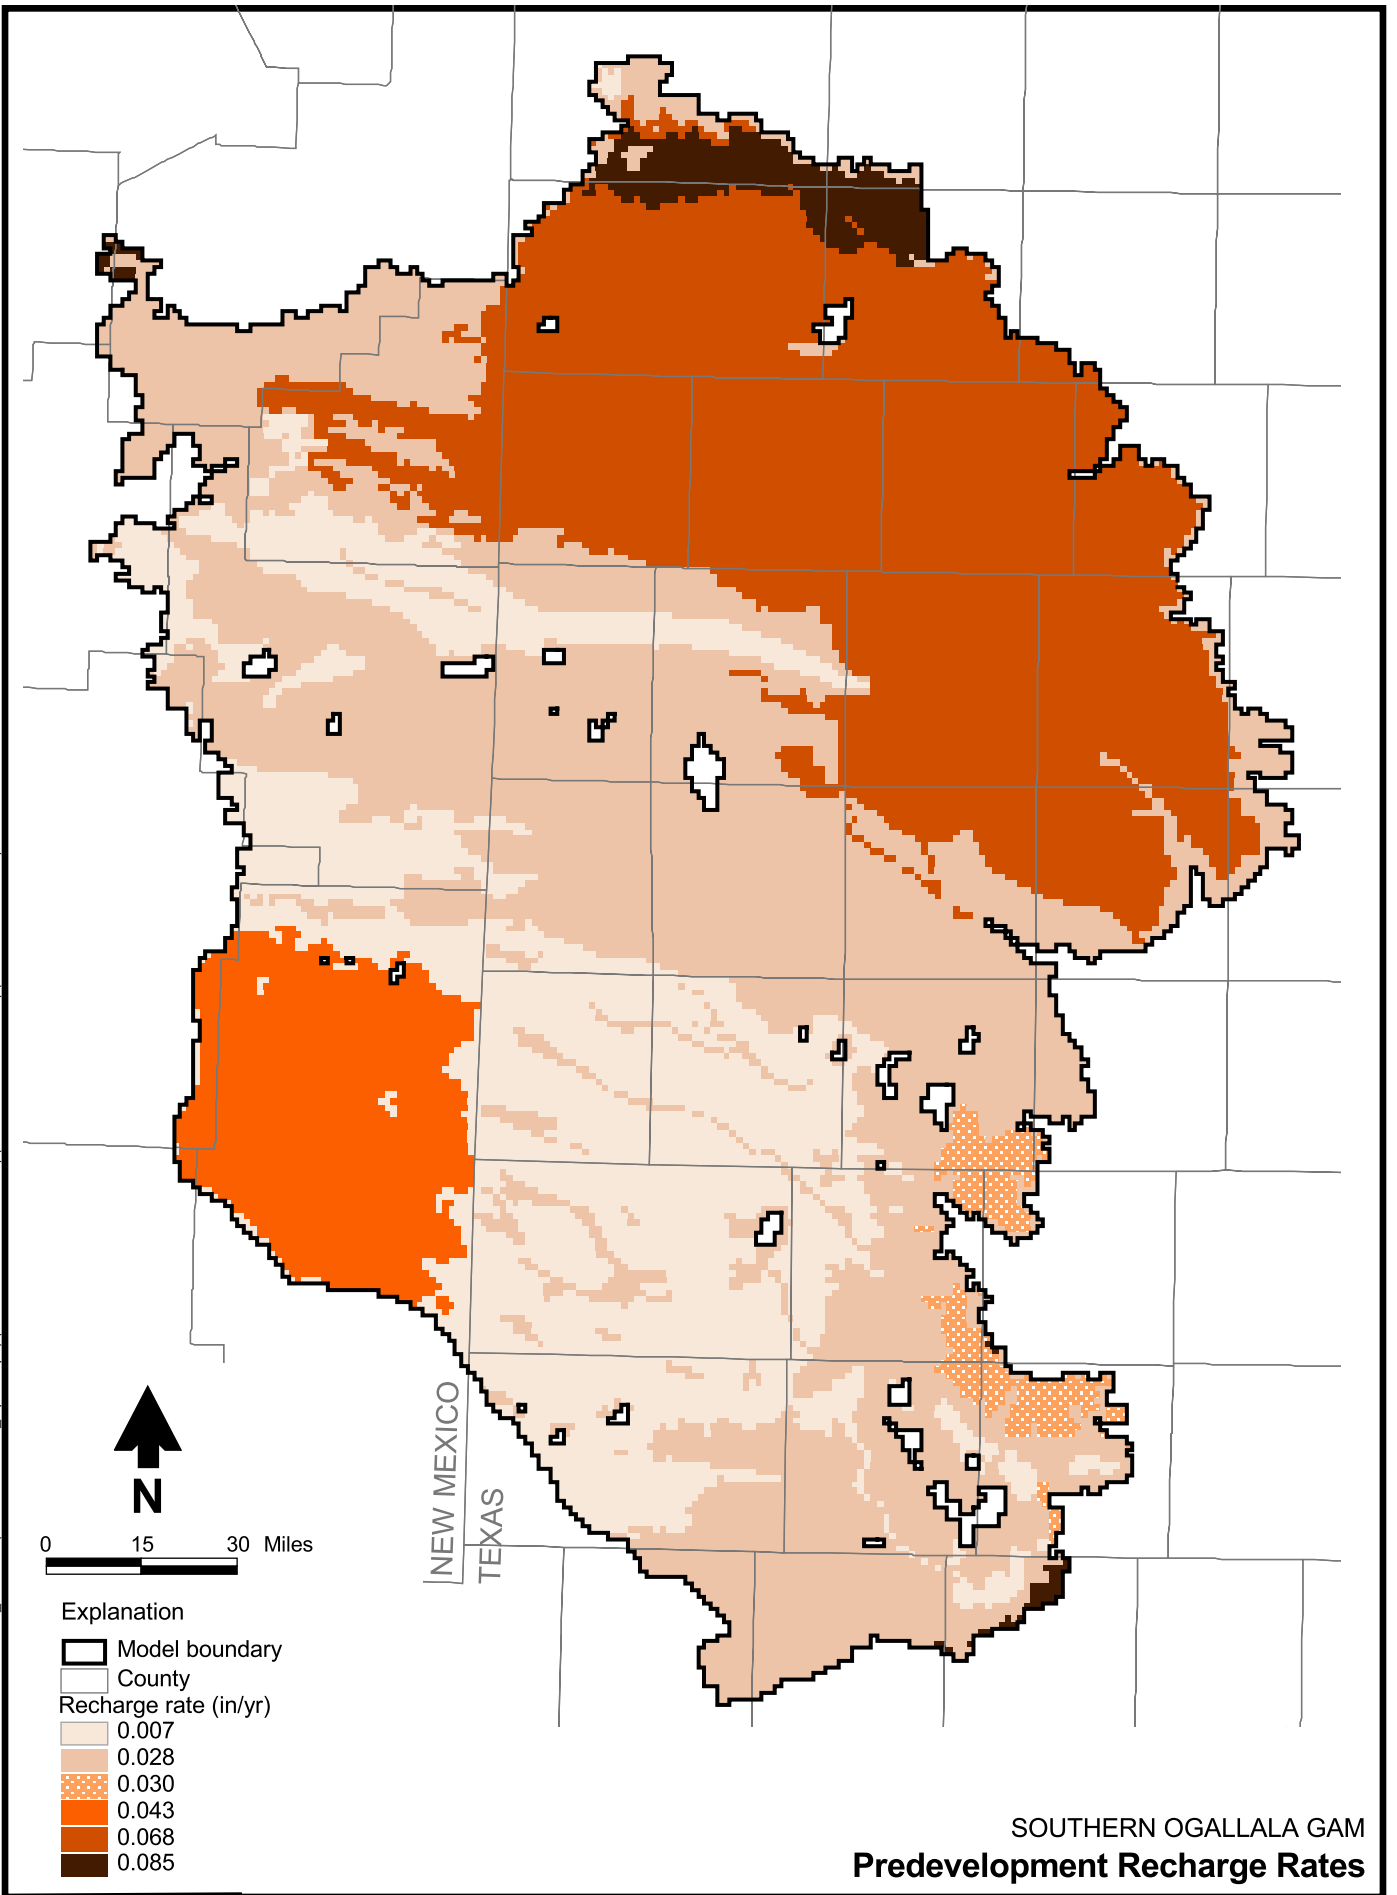 NEW MEXICO
TEXAS
N
0 15 30 Miles
Explanation
Model boundary
County
Recharge rate (in/yr)
0.007
0.028
0.030
0.043
0.068
0.085
SOUTHERN OGALLALA GAM
Predevelopment Recharge Rates